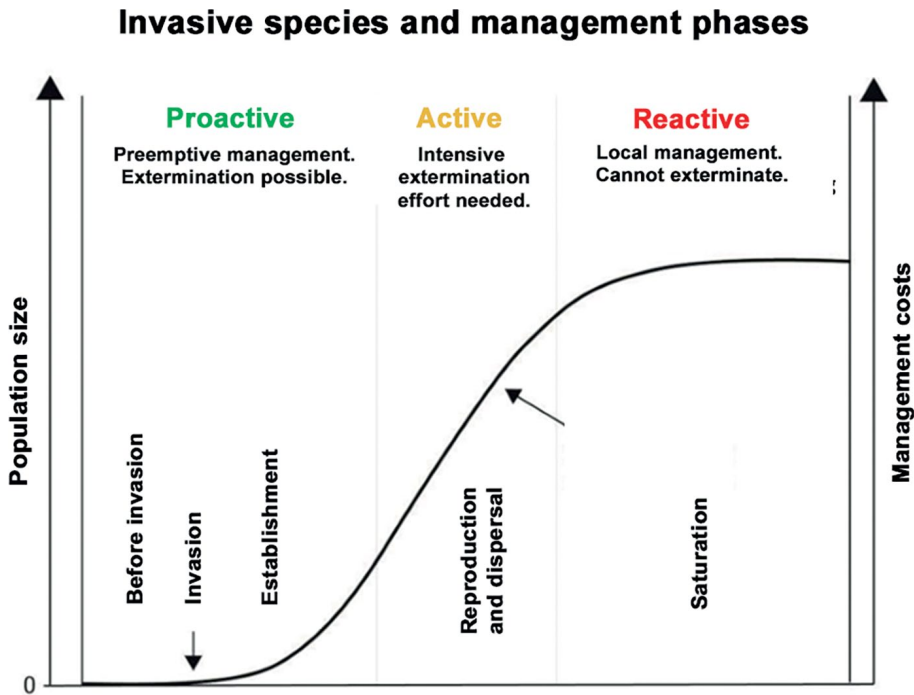 Invasive species and management phases
Proactive
Preemptive management.
Extermination possible.
Active
Intensive
extermination
effort needed.
Reactive
Local management.
Cannot exterminate.
Population size
Management costs
Before invasion
Invasion
Establishment
Reproduction
and dispersal
Saturation
0